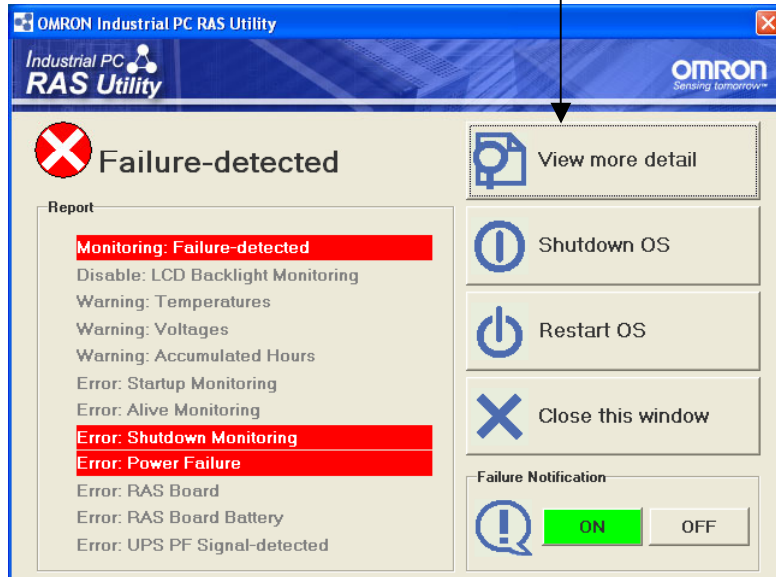 OMRON Industrial PC RAS Utility
Industrial PC
RAS Utility
OMRON
Sensing tomorrow™
Failure-detected
Report
Monitoring: Failure-detected
Disable: LCD Backlight Monitoring
Warning: Temperatures
Warning: Voltages
Warning: Accumulated Hours
Error: Startup Monitoring
Error: Alive Monitoring
Error: Shutdown Monitoring
Error: Power Failure
Error: RAS Board
Error: RAS Board Battery
Error: UPS PF Signal-detected
View more detail
Shutdown OS
Restart OS
Close this window
Failure Notification
ON OFF